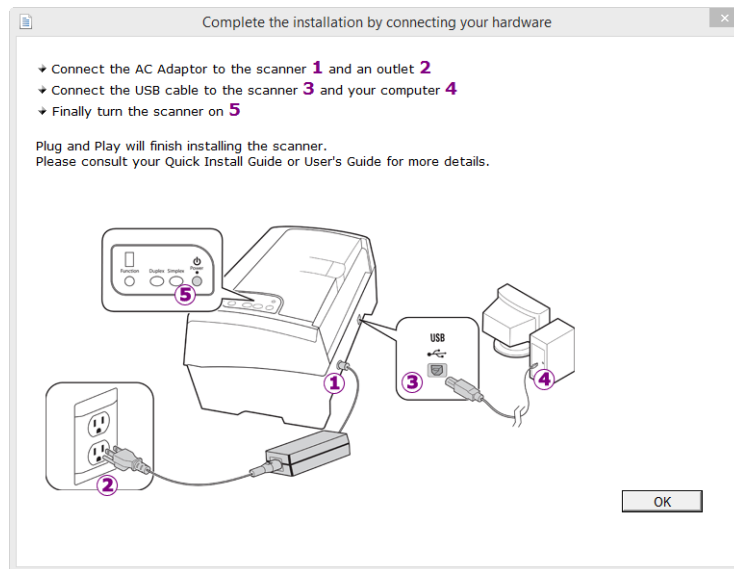 Complete the installation by connecting your hardware
Connect the AC Adaptor to the scanner 1 and an outlet 2
Connect the USB cable to the scanner 3 and your computer 4
Finally turn the scanner on 5
Plug and Play will finish installing the scanner.
Please consult your Quick Install Guide or User's Guide for more details.
Function Duplex Simplex Power
5
USB
1
3
4
2
OK